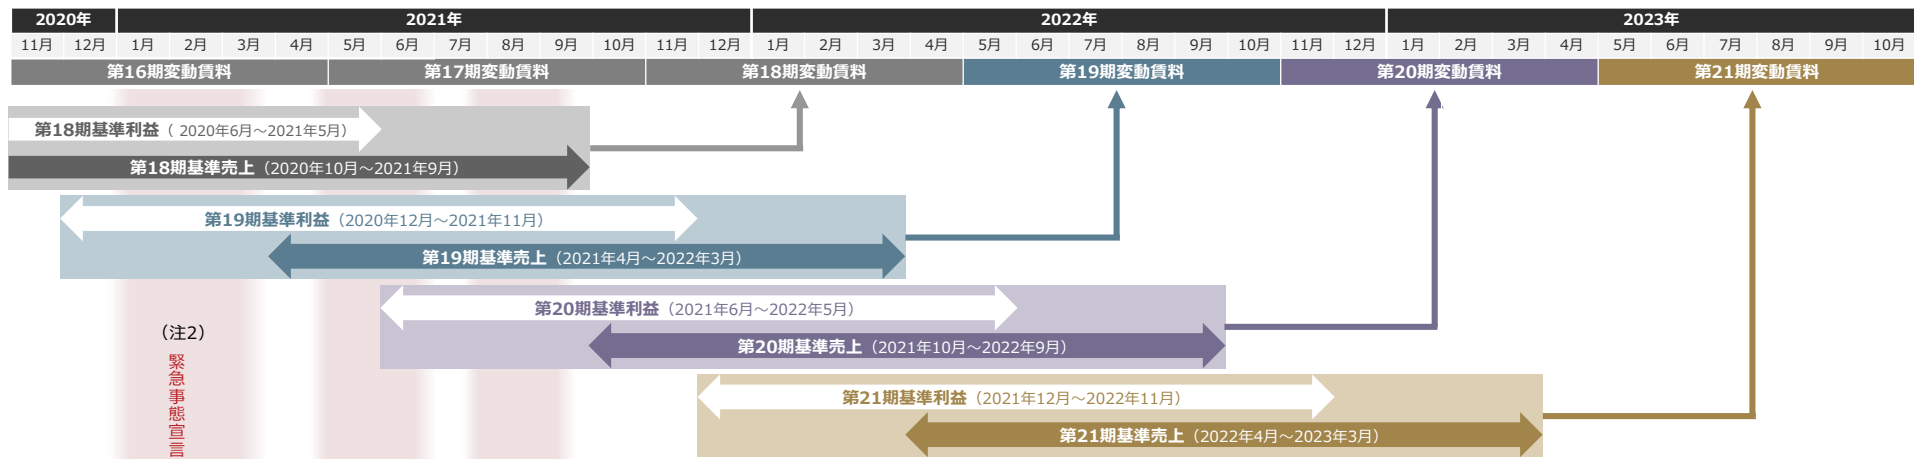 2020年 2021年 2022年 2023年
11月 12月 1月 2月 3月 4月 5月 6月 7月 8月 9月 10月 11月 12月 1月 2月 3月 4月 5月 6月 7月 8月 9月 10月 11月 12月 1月 2月 3月 4月 5月 6月 7月 8月 9月 10月
第16期変動賃料 第17期変動賃料 第18期変動賃料 第19期変動賃料 第20期変動賃料 第21期変動賃料
第18期基準利益（ 2020年6月～2021年5月）
第18期基準売上（2020年10月～2021年9月）
第19期基準利益（2020年12月～2021年11月）
第19期基準売上（2021年4月～2022年3月）
第20期基準利益（2021年6月～2022年5月）
（注2）
第20期基準売上（2021年10月～2022年9月）
緊急事態宣言
第21期基準利益（2021年12月～2022年11月）
第21期基準売上（2022年4月～2023年3月）